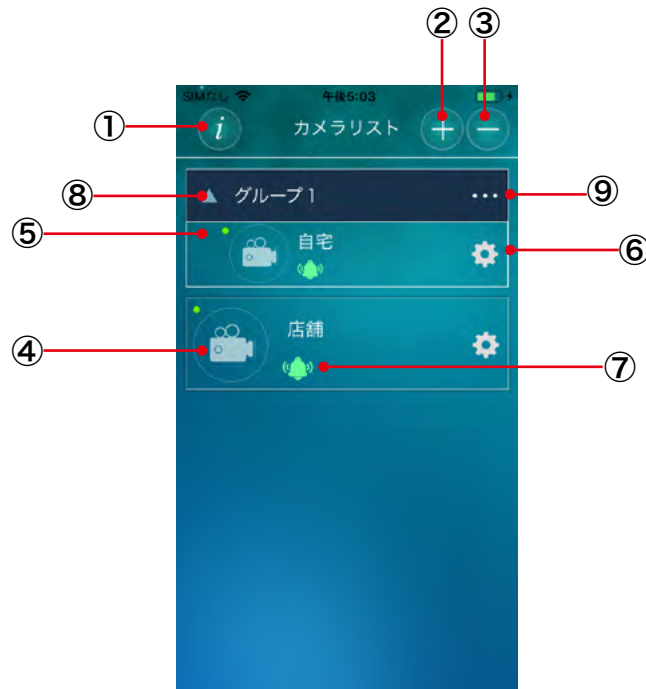 ② ③
SIMなし 午後5:03
① i カメラリスト + −
⑧ グループ1 ... ⑨
⑤ 自宅 ⑥
④ 店舗 ⑦